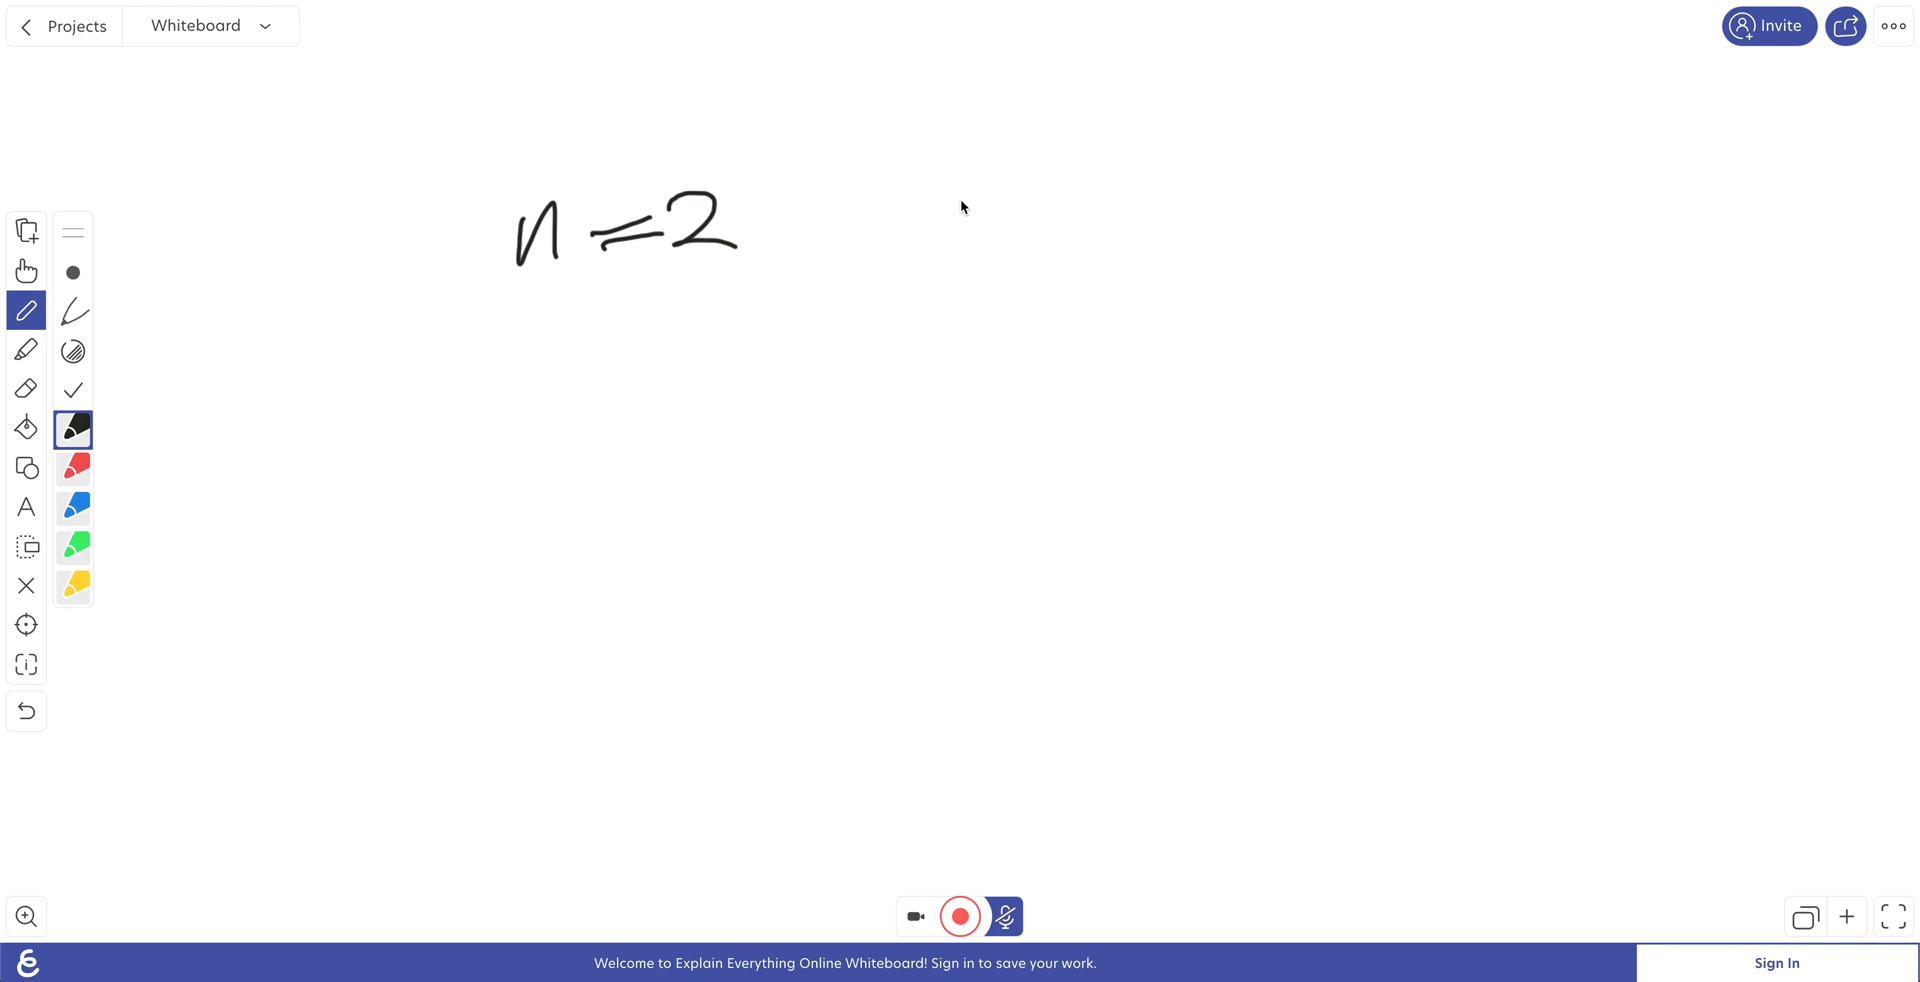 Projects Whiteboard Invite
n=2
A
Welcome to Explain Everything Online Whiteboard! Sign in to save your work. Sign In